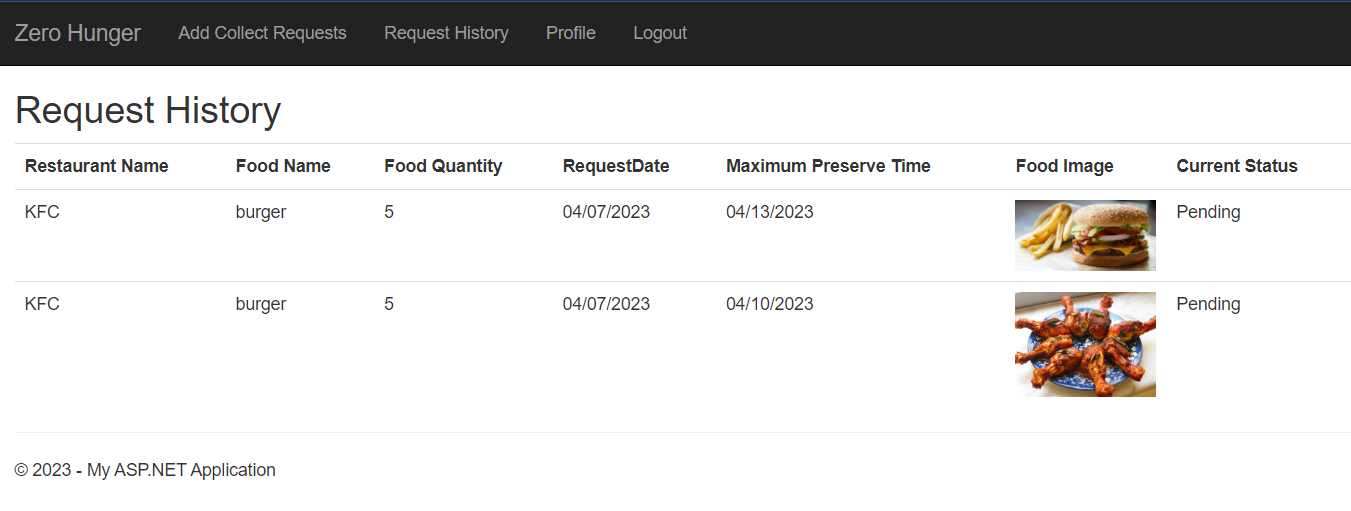 Zero Hunger Add Collect Requests Request History Profile Logout
Request History
Restaurant Name Food Name Food Quantity RequestDate Maximum Preserve Time Food Image Current Status
KFC burger 5 04/07/2023 04/13/2023 Pending
KFC burger 5 04/07/2023 04/10/2023 Pending
© 2023 - My ASP.NET Application